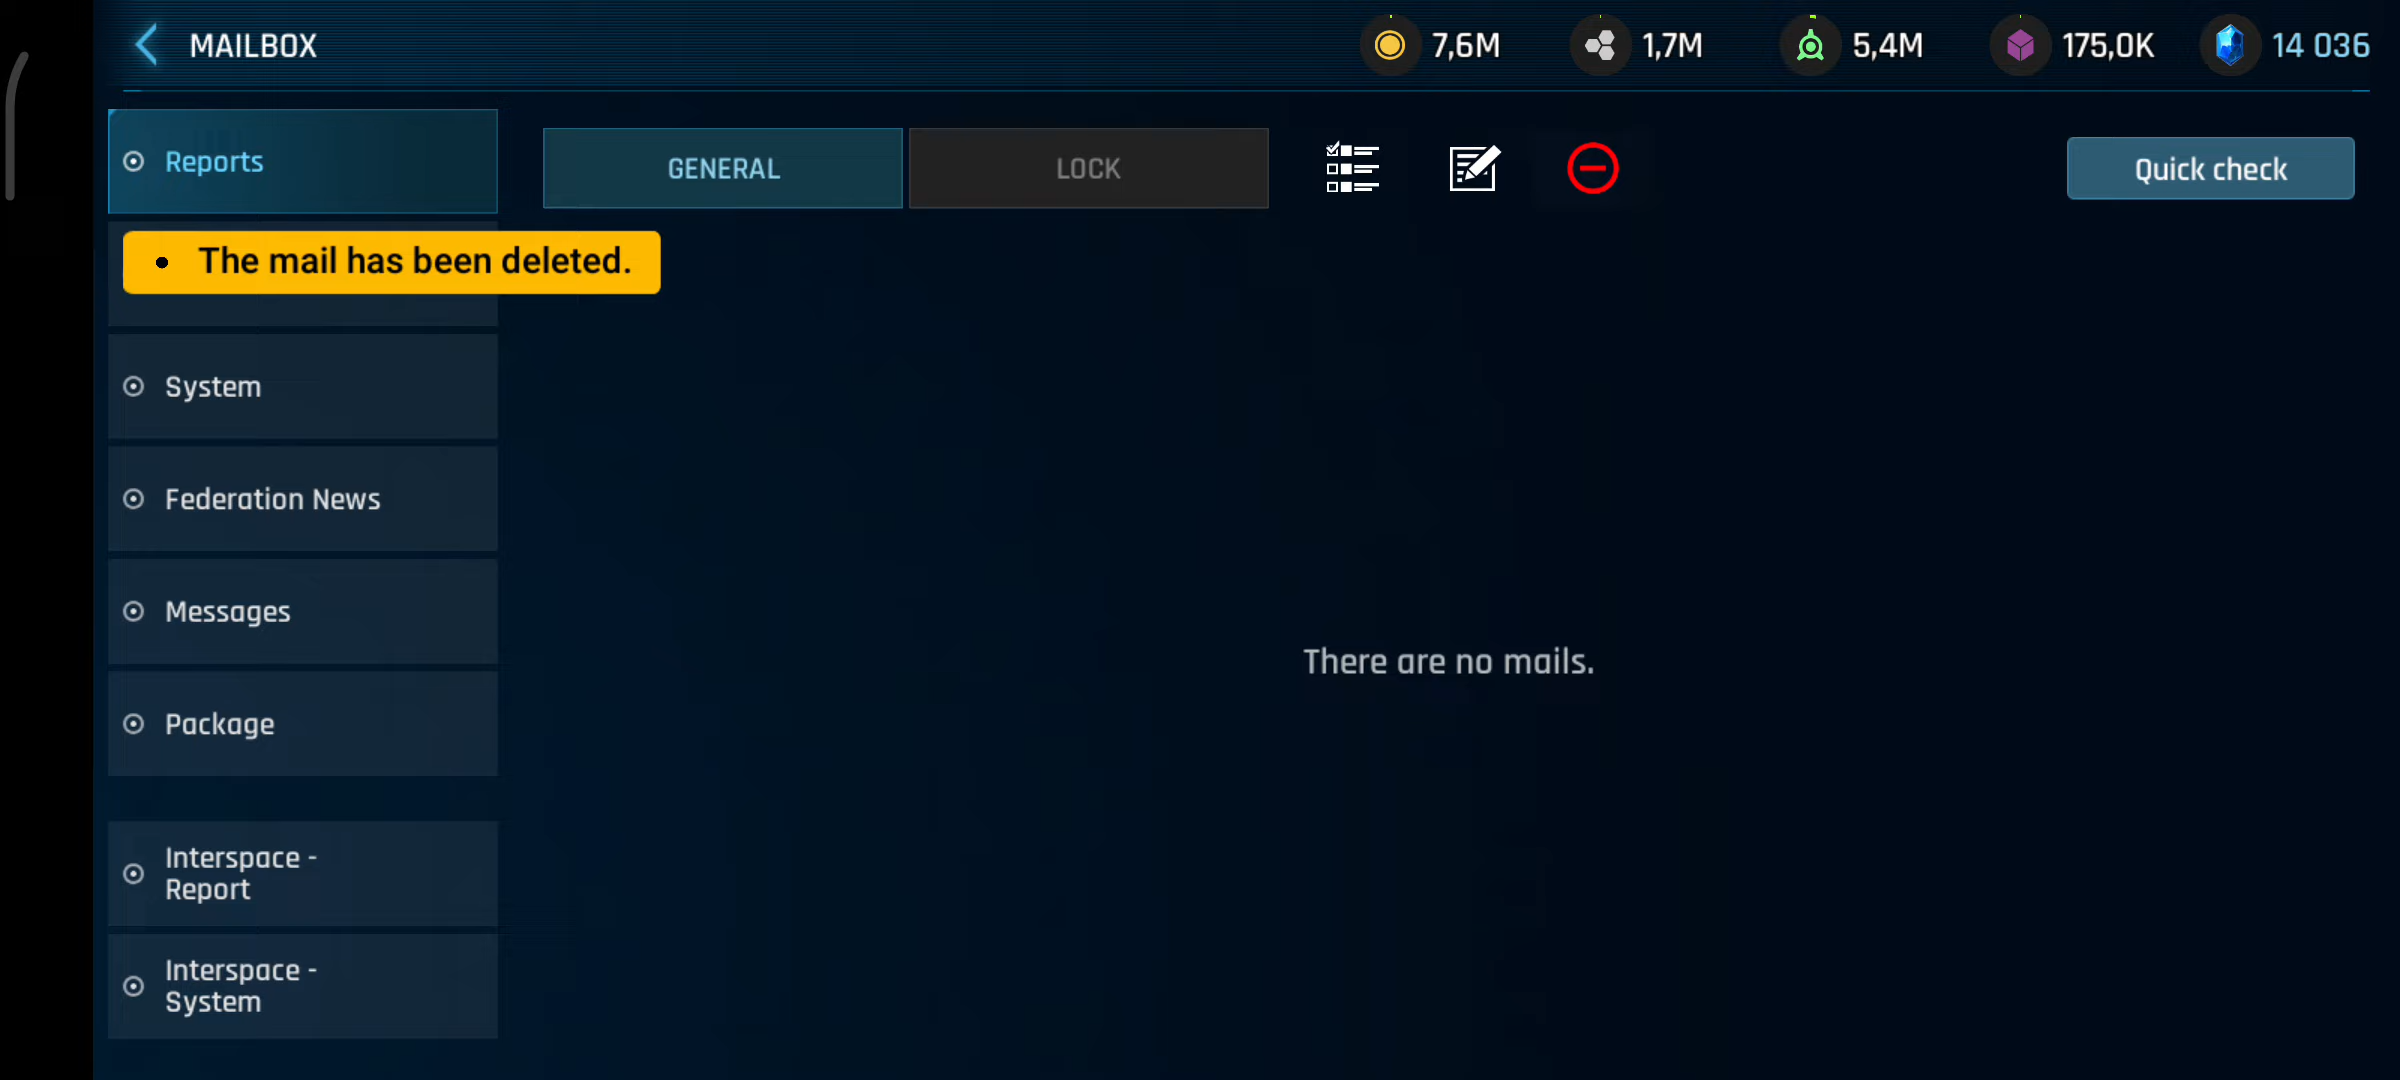 MAILBOX
7,6M
1,7M
5,4M
175,0K
14 036
Reports
GENERAL
LOCK
Quick check
The mail has been deleted.
System
Federation News
Messages
There are no mails.
Package
Interspace -
Report
Interspace -
System